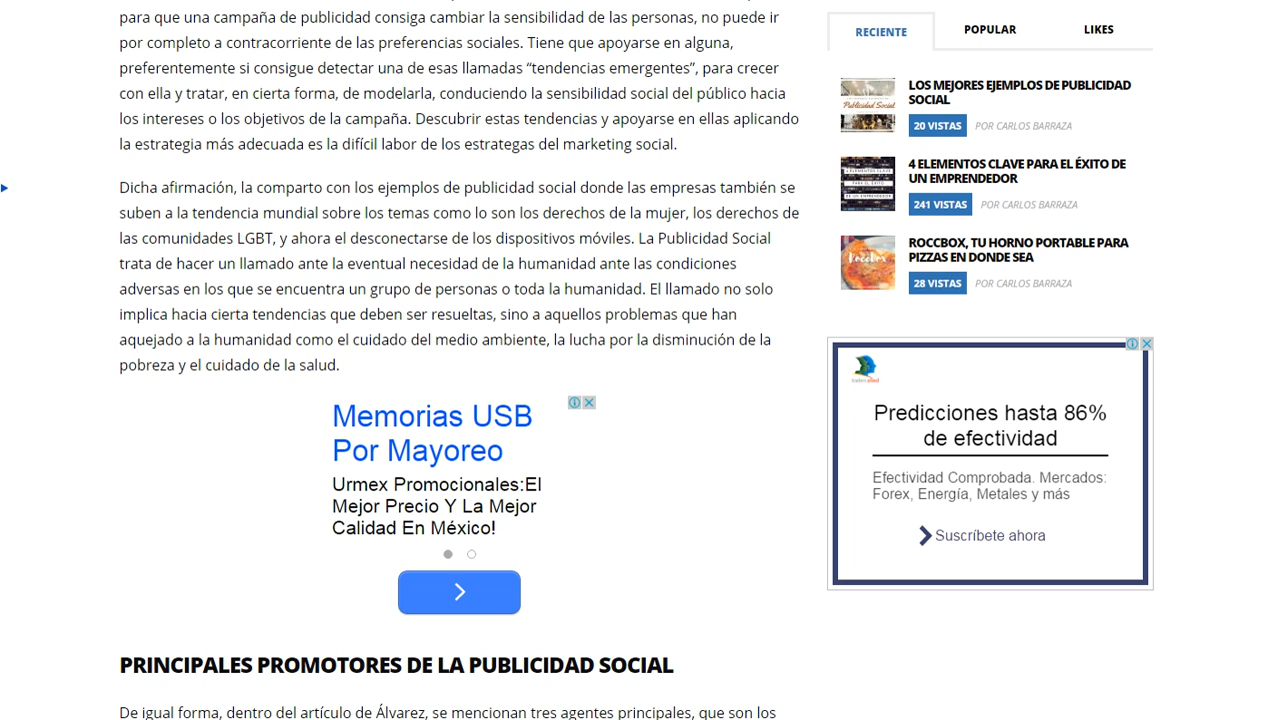 para que una campaña de publicidad consiga cambiar la sensibilidad de las personas, no puede ir
por completo a contracorriente de las preferencias sociales. Tiene que apoyarse en alguna,
preferentemente si consigue detectar una de esas llamadas “tendencias emergentes”, para crecer
con ella y tratar, en cierta forma, de modelarla, conduciendo la sensibilidad social del público hacia
los intereses o los objetivos de la campaña. Descubrir estas tendencias y apoyarse en ellas aplicando
la estrategia más adecuada es la difícil labor de los estrategas del marketing social.
Dicha afirmación, la comparto con los ejemplos de publicidad social donde las empresas también se
suben a la tendencia mundial sobre los temas como lo son los derechos de la mujer, los derechos de
las comunidades LGBT, y ahora el desconectarse de los dispositivos móviles. La Publicidad Social
trata de hacer un llamado ante la eventual necesidad de la humanidad ante las condiciones
adversas en los que se encuentra un grupo de personas o toda la humanidad. El llamado no solo
implica hacia cierta tendencias que deben ser resueltas, sino a aquellos problemas que han
aquejado a la humanidad como el cuidado del medio ambiente, la lucha por la disminución de la
pobreza y el cuidado de la salud.
Memorias USB
Por Mayoreo
Urmex Promocionales:El
Mejor Precio Y La Mejor
Calidad En México!
PRINCIPALES PROMOTORES DE LA PUBLICIDAD SOCIAL
De igual forma, dentro del artículo de Álvarez, se mencionan tres agentes principales, que son los
RECIENTE POPULAR LIKES
Publicidad Social
LOS MEJORES EJEMPLOS DE PUBLICIDAD
SOCIAL
20 VISTAS POR CARLOS BARRAZA
4 ELEMENTOS CLAVE PARA EL ÉXITO DE
UN EMPRENDEDOR
241 VISTAS POR CARLOS BARRAZA
Roccbox
ROCCBOX, TU HORNO PORTABLE PARA
PIZZAS EN DONDE SEA
28 VISTAS POR CARLOS BARRAZA
Predicciones hasta 86%
de efectividad
Efectividad Comprobada. Mercados:
Forex, Energía, Metales y más
Suscríbete ahora